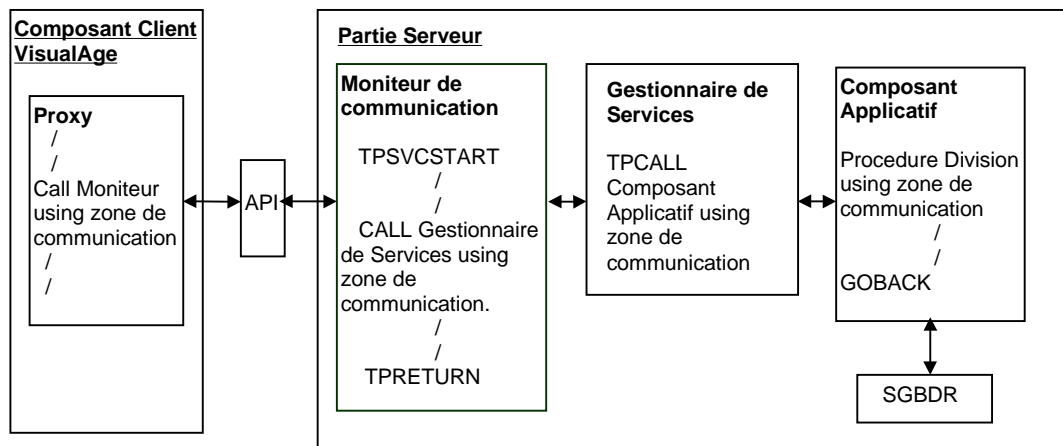 Composant Client
VisualAge
Proxy
/
/
Call Moniteur
using zone de
communication
/
/
/
API
Partie Serveur
Moniteur de
communication
TPSVCSTART
/
/
CALL Gestionnaire
de Services using
zone de
communication.
/
/
TPRETURN
Gestionnaire de
Services
TPCALL
Composant
Applicatif using
zone de
communication
Composant
Applicatif
Procedure Division
using zone de
communication
/
/
GOBACK
SGBDR